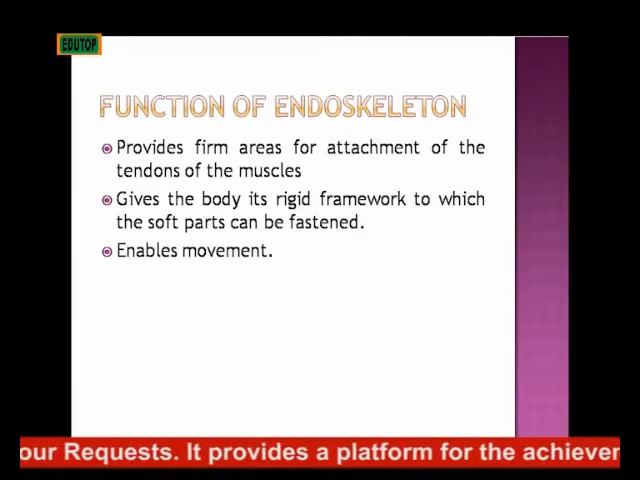 EDUTOP
FUNCTION OF ENDOSKELETON
Provides firm areas for attachment of the
tendons of the muscles
Gives the body its rigid framework to which
the soft parts can be fastened.
Enables movement.
our Requests. It provides a platform for the